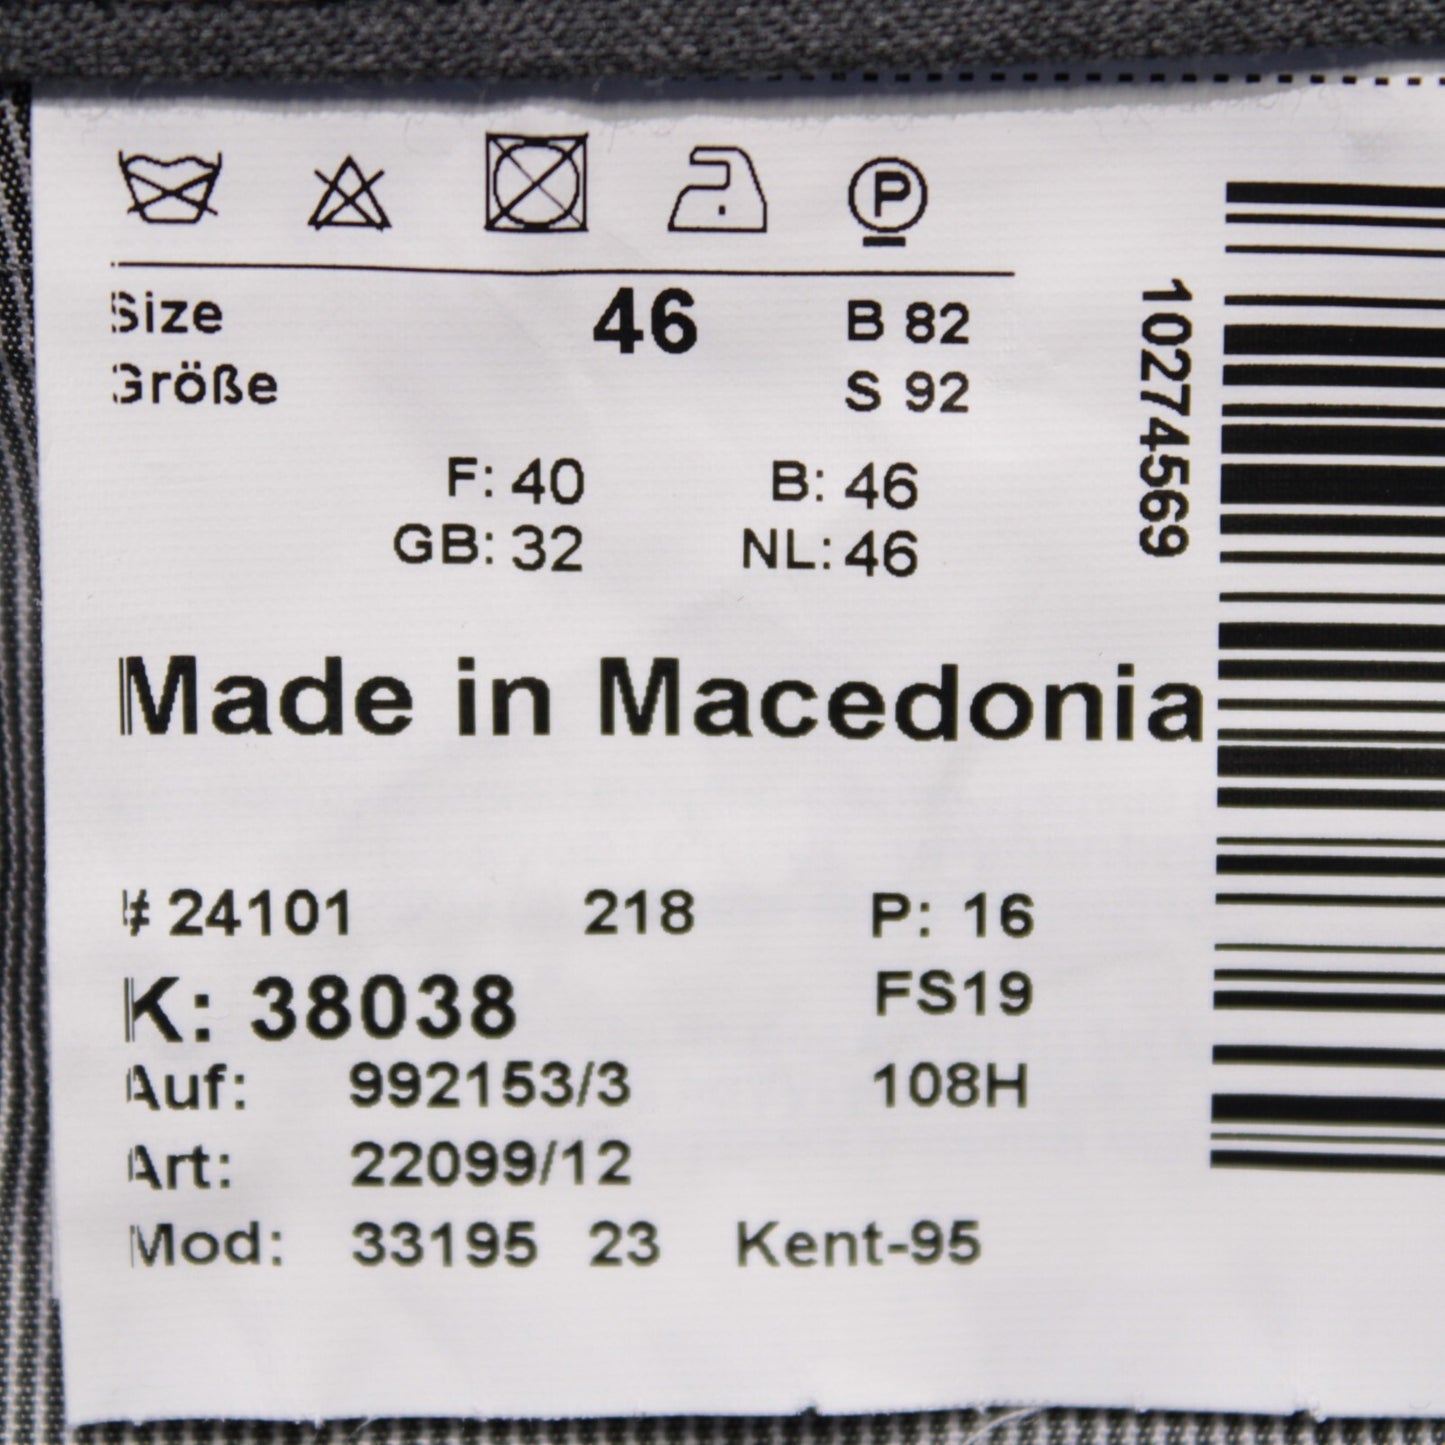 P
Size 46 B 82
Größe S 92
F: 40 B: 46
GB: 32 NL: 46
Made in Macedonia
# 24101 218 P: 16
K: 38038 FS19
Auf: 992153/3 108H
Art: 22099/12
Mod: 33195 23 Kent-95
10274569